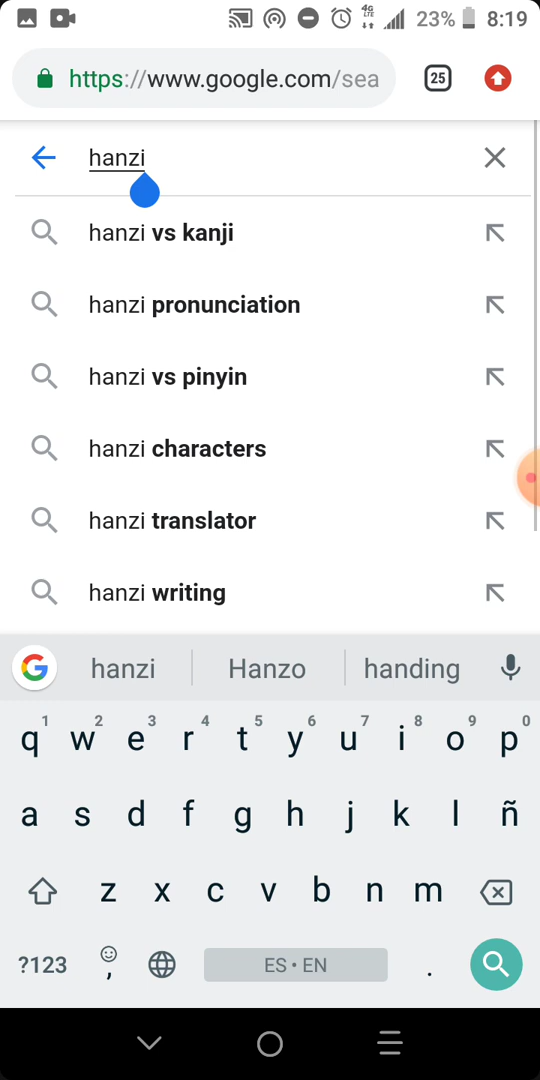 4G LTE 23% 8:19
https://www.google.com/sea 25
hanzi
hanzi vs kanji
hanzi pronunciation
hanzi vs pinyin
hanzi characters
hanzi translator
hanzi writing
hanzi Hanzo handing
1 2 3 4 5 6 7 8 9 0
q w e r t y u i o p
a s d f g h j k l ñ
z x c v b n m
?123 , ES • EN .